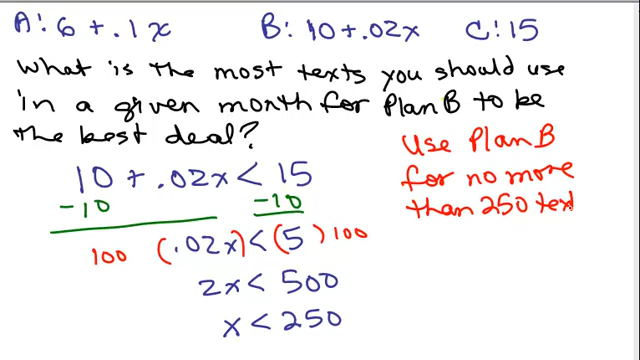 A: 6 + .1x B: 10 + .02x C: 15
What is the most texts you should use
in a given month for Plan B to be
the best deal?
10 + .02x < 15
-10 -10
100 (.02x) < (5) 100
2x < 500
x < 250
Use Plan B
for no more
than 250 text